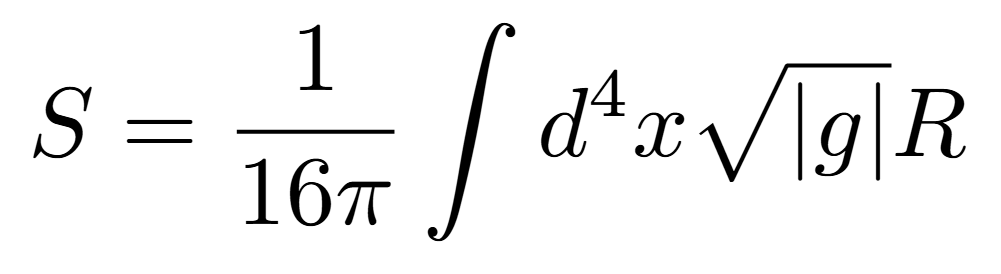 S = \frac{1}{16\pi} \int d^4x \sqrt{|g|} R